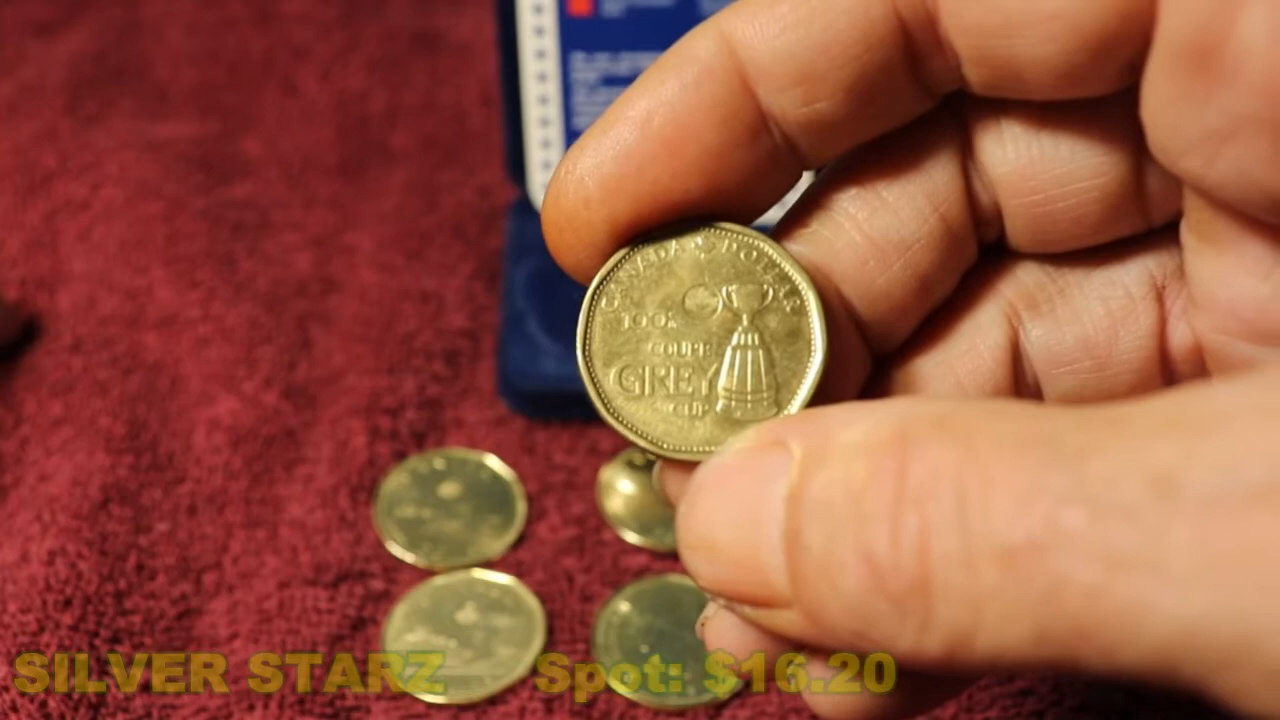 CANADA DOLLAR
100e
COUPE
GREY
CUP
SILVER STARZ Spot: $16.20